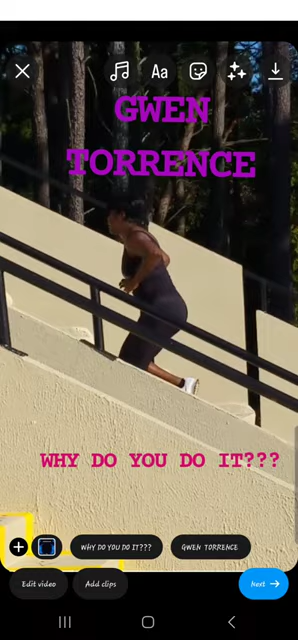 Aa
GWEN
TORRENCE
WHY DO YOU DO IT???
WHY DO YOU DO IT???
GWEN TORRENCE
Edit video
Add clips
Next